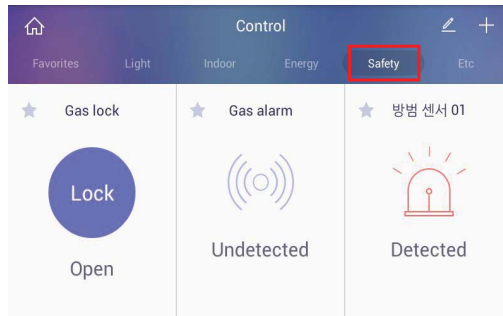 Control
Favorites Light Indoor Energy Safety Etc
Gas lock Gas alarm 방범 센서 01
Lock
Undetected Detected
Open